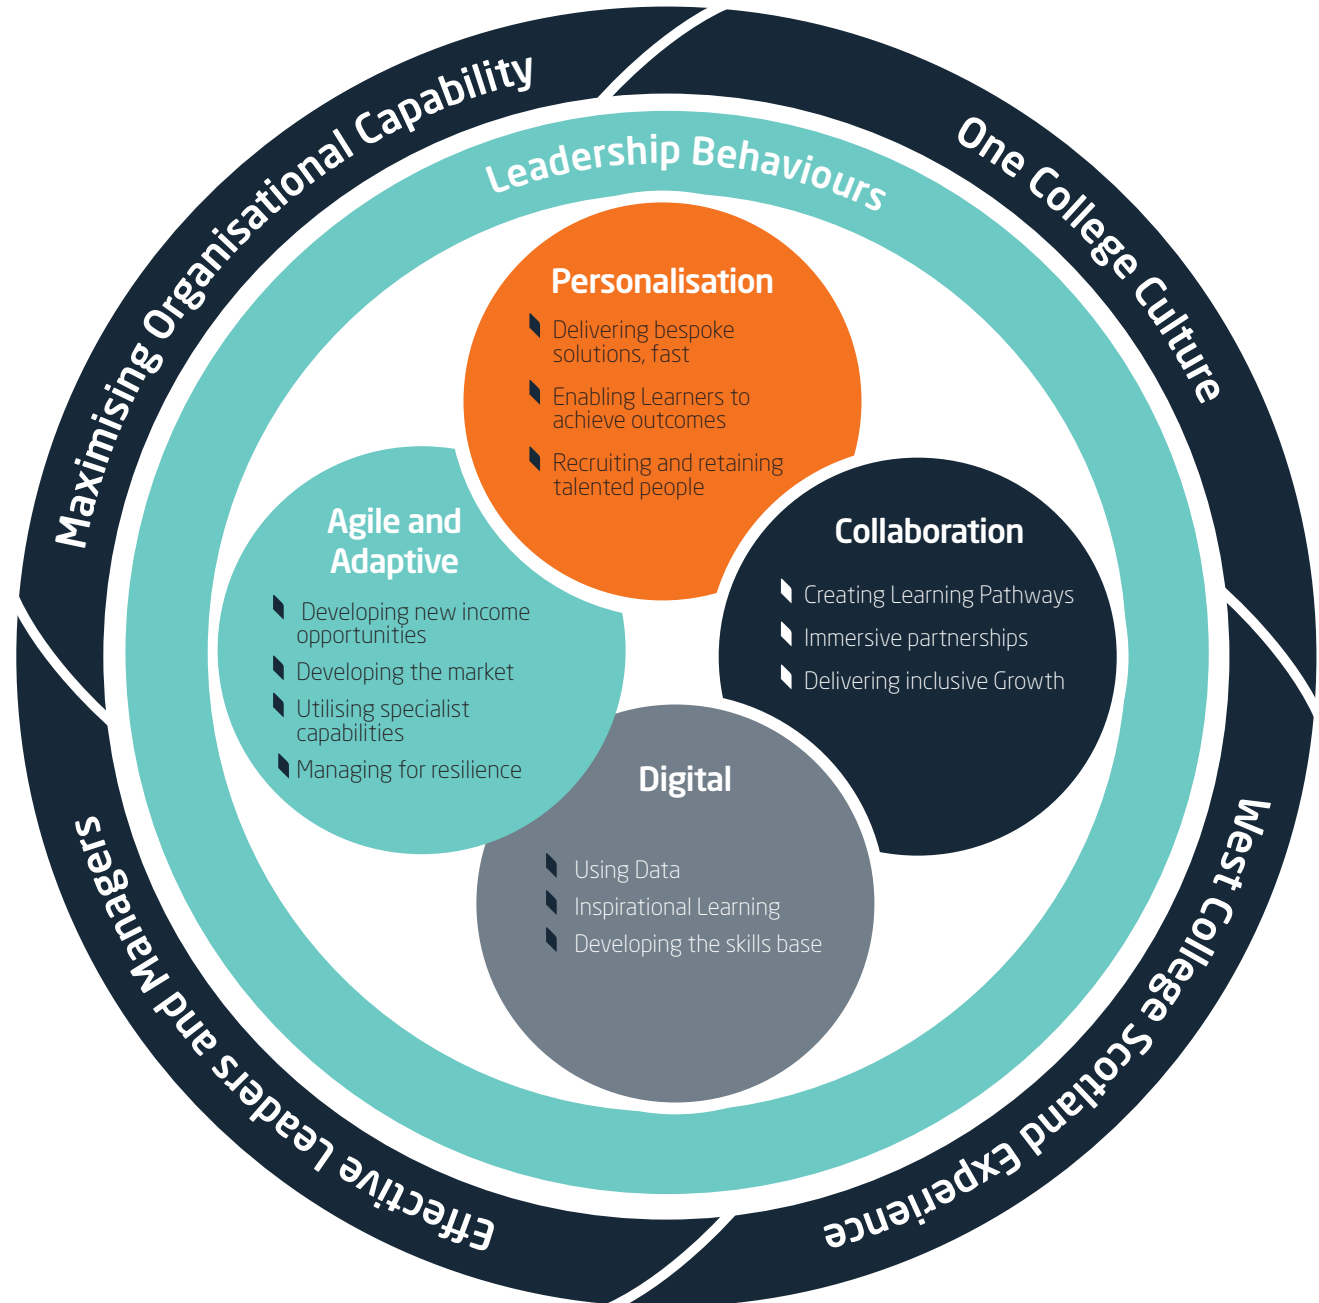 Maximising Organisational Capability
One College Culture
West College Scotland Experience
Effective Leaders and Managers
Leadership Behaviours
Personalisation
Delivering bespoke
solutions, fast
Enabling Learners to
achieve outcomes
Recruiting and retaining
talented people
Agile and
Adaptive
Developing new income
opportunities
Developing the market
Utilising specialist
capabilities
Managing for resilience
Collaboration
Creating Learning Pathways
Immersive partnerships
Delivering inclusive Growth
Digital
Using Data
Inspirational Learning
Developing the skills base